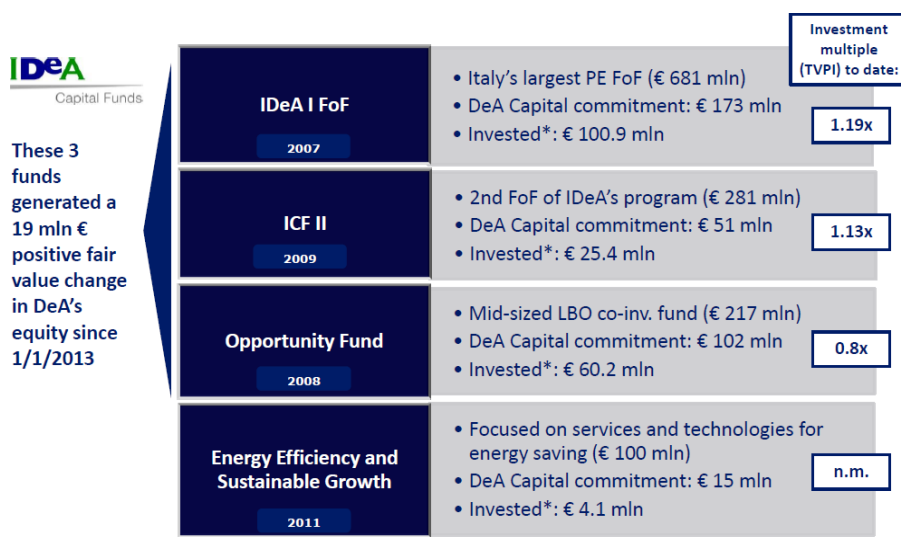 IDeA
Capital Funds
These 3
funds
generated a
19 mln €
positive fair
value change
in DeA's
equity since
1/1/2013
Investment
multiple
(TVPI) to date:
IDeA I FoF
2007
• Italy's largest PE FoF (€ 681 mln)
• DeA Capital commitment: € 173 mln
• Invested*: € 100.9 mln
1.19x
ICF II
2009
• 2nd FoF of IDeA's program (€ 281 mln)
• DeA Capital commitment: € 51 mln
• Invested*: € 25.4 mln
1.13x
Opportunity Fund
2008
• Mid-sized LBO co-inv. fund (€ 217 mln)
• DeA Capital commitment: € 102 mln
• Invested*: € 60.2 mln
0.8x
Energy Efficiency and
Sustainable Growth
2011
• Focused on services and technologies for
energy saving (€ 100 mln)
• DeA Capital commitment: € 15 mln
• Invested*: € 4.1 mln
n.m.